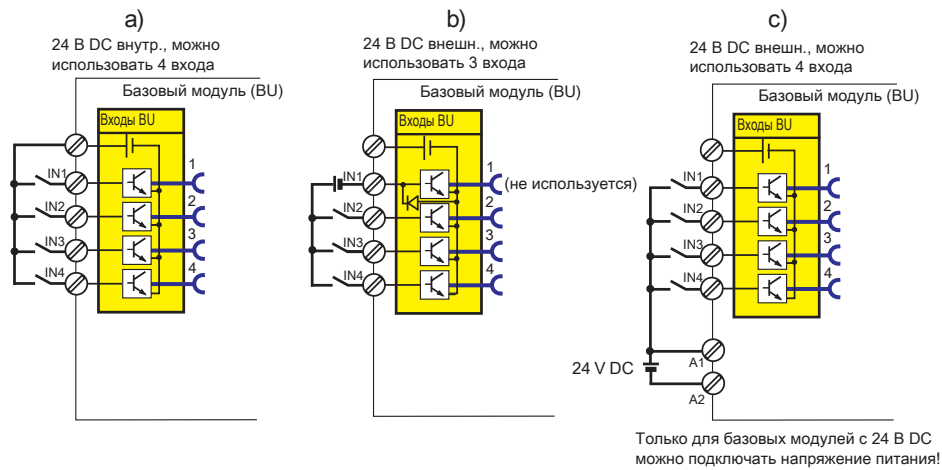 a)
24 В DC внутр., можно
использовать 4 входа
Базовый модуль (BU)
Входы BU
IN1
IN2
IN3
IN4
1
2
3
4
b)
24 В DC внешн., можно
использовать 3 входа
Базовый модуль (BU)
Входы BU
IN1
IN2
IN3
IN4
1
(не используется)
2
3
4
c)
24 В DC внешн., можно
использовать 4 входа
Базовый модуль (BU)
Входы BU
IN1
IN2
IN3
IN4
1
2
3
4
24 V DC
A1
A2
Только для базовых модулей с 24 В DC
можно подключать напряжение питания!